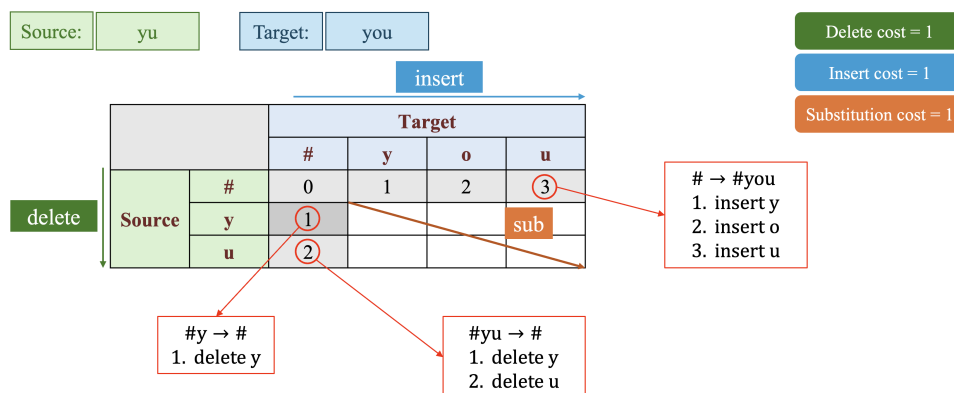 Source: yu
Target: you
Delete cost = 1
Insert cost = 1
Substitution cost = 1
insert
Target
# y o u
# 0 1 2 3
delete
Source
y 1
sub
u 2
# → #you
1. insert y
2. insert o
3. insert u
#y → #
1. delete y
#yu → #
1. delete y
2. delete u